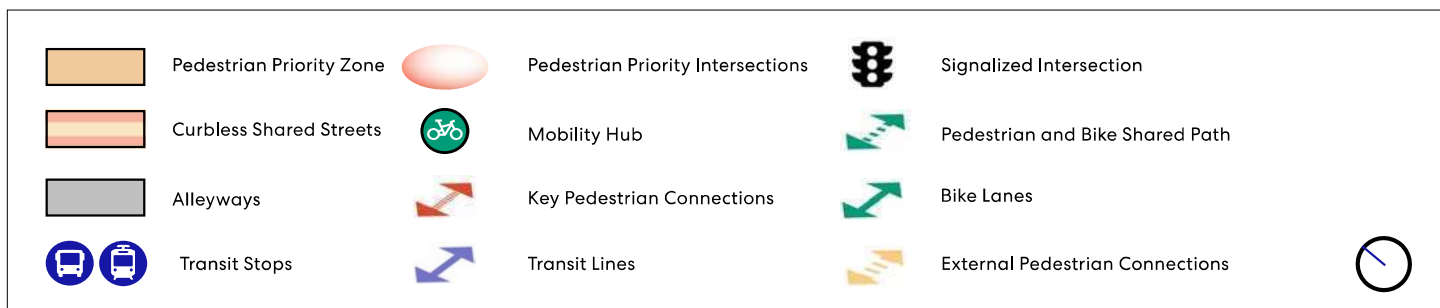 Pedestrian Priority Zone
Pedestrian Priority Intersections
Signalized Intersection
Curbless Shared Streets
Mobility Hub
Pedestrian and Bike Shared Path
Alleyways
Key Pedestrian Connections
Bike Lanes
Transit Stops
Transit Lines
External Pedestrian Connections